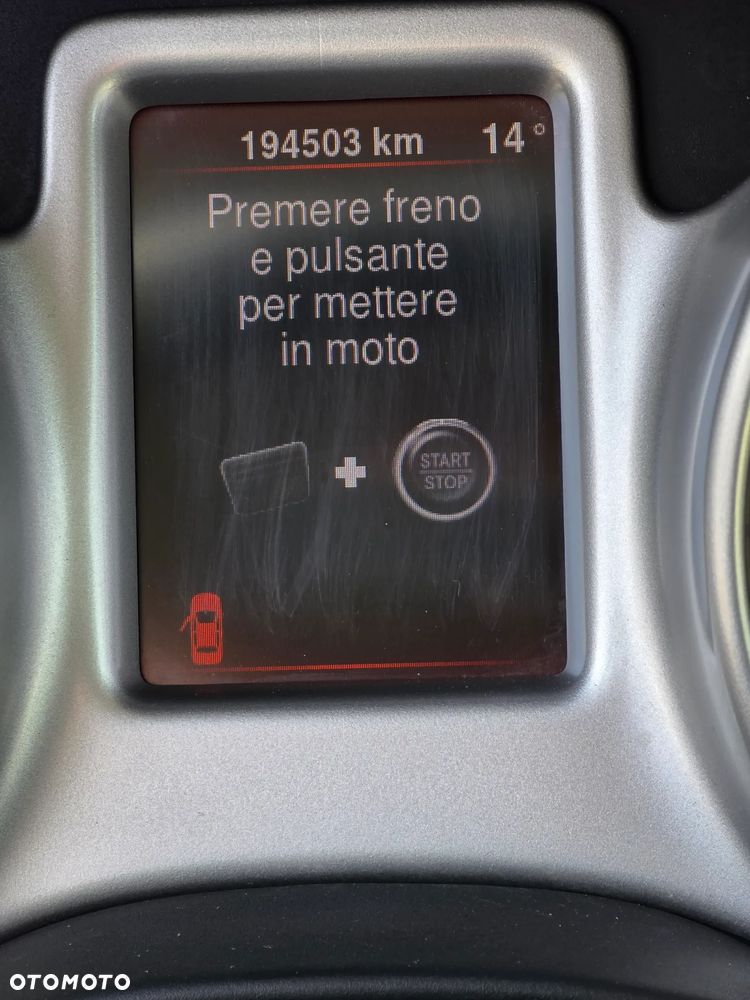 194503 km 14°
Premere freno
e pulsante
per mettere
in moto
START
STOP
OTOMOTO